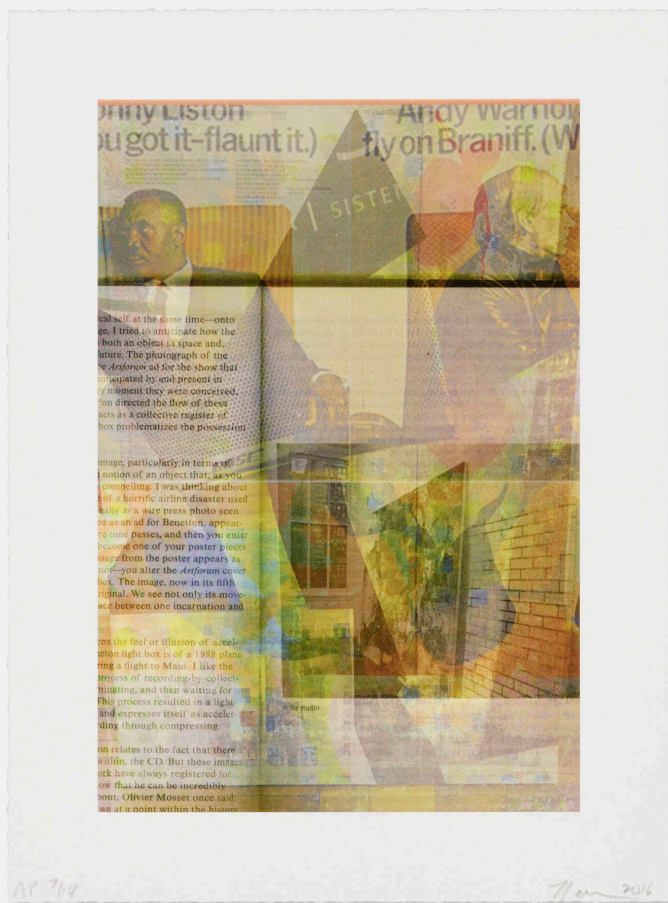 onny Liston
ou got it-flaunt it.)
Andy Warhol
fly on Braniff. (W
SISTE
cal self at the same time—onto
ge, I tried to anticipate how the
both an object in space and,
future. The photograph of the
e Artforum ad for the show that
anticipated by and present in
ry moment they were conceived,
ion directed the flow of these
acts as a collective register of
box problematizes the possession
image, particularly in terms of
notion of an object that, as you
compelling. I was thinking about
of a horrific airline disaster used
ally as a wire press photo seen
ed as an ad for Benetton, appear-
re time passes, and then you enter
become one of your poster pieces
mage from the poster appears as
not—you alter the Artforum cover
box. The image, now in its fifth
riginal. We see not only its move-
ace between one incarnation and
ens the feel or illusion of accel-
eton light box is of a 1988 plane
ring a flight to Maui. I like the
process of recording-by-collect-
minating, and then waiting for
This process resulted in a light
and expresses itself as acceler-
rding through compressing.
on relates to the fact that there
within, the CD. But these images
ork have always registered for
ow that he can be incredibly
bout, Olivier Mosset once said:
we at a point within the history
in the studio
AP 7/14
2016